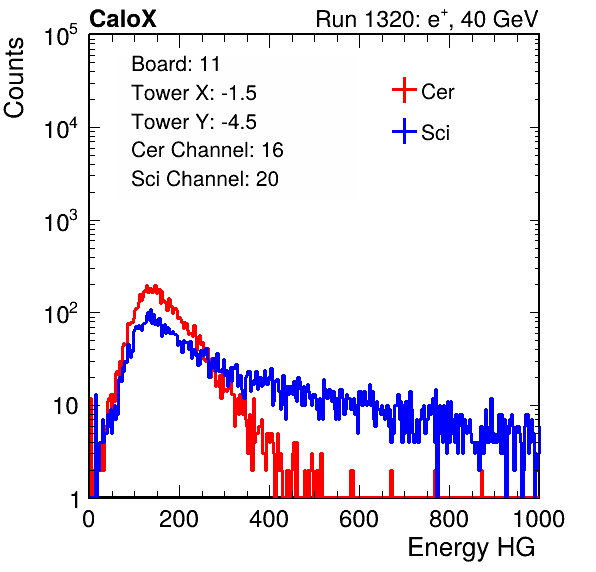 CaloX Run 1320: e⁺, 40 GeV
Board: 11
Tower X: -1.5
Tower Y: -4.5
Cer Channel: 16
Sci Channel: 20
Cer
Sci
Counts
10⁵
10⁴
10³
10²
10
1
0 200 400 600 800 1000
Energy HG